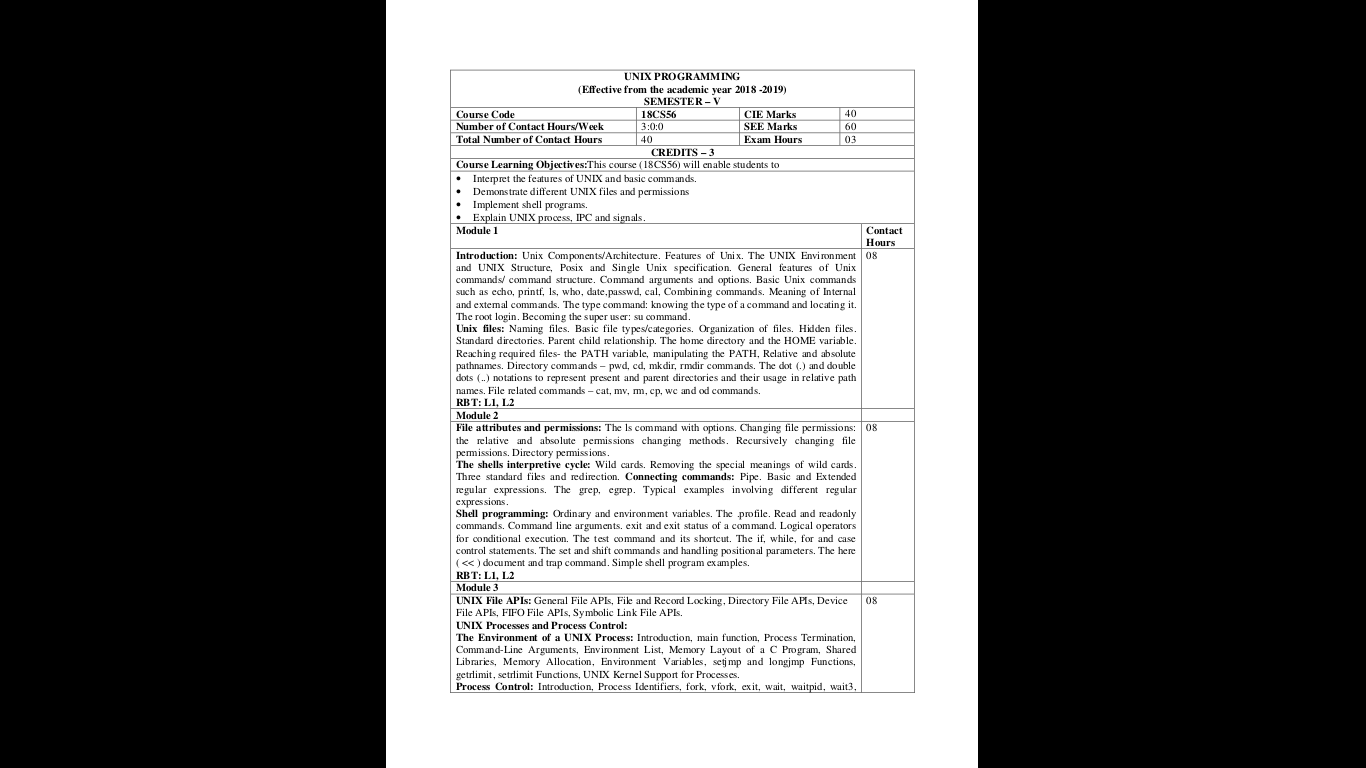 UNIX PROGRAMMING
(Effective from the academic year 2018 -2019)
SEMESTER – V
Course Code 18CS56 CIE Marks 40
Number of Contact Hours/Week 3:0:0 SEE Marks 60
Total Number of Contact Hours 40 Exam Hours 03
CREDITS – 3
Course Learning Objectives:This course (18CS56) will enable students to
• Interpret the features of UNIX and basic commands.
• Demonstrate different UNIX files and permissions
• Implement shell programs.
• Explain UNIX process, IPC and signals.
Module 1 Contact
Hours
Introduction: Unix Components/Architecture. Features of Unix. The UNIX Environment 08
and UNIX Structure, Posix and Single Unix specification. General features of Unix
commands/ command structure. Command arguments and options. Basic Unix commands
such as echo, printf, ls, who, date,passwd, cal, Combining commands. Meaning of Internal
and external commands. The type command: knowing the type of a command and locating it.
The root login. Becoming the super user: su command.
Unix files: Naming files. Basic file types/categories. Organization of files. Hidden files.
Standard directories. Parent child relationship. The home directory and the HOME variable.
Reaching required files- the PATH variable, manipulating the PATH, Relative and absolute
pathnames. Directory commands – pwd, cd, mkdir, rmdir commands. The dot (.) and double
dots (..) notations to represent present and parent directories and their usage in relative path
names. File related commands – cat, mv, rm, cp, wc and od commands.
RBT: L1, L2
Module 2
File attributes and permissions: The ls command with options. Changing file permissions: 08
the relative and absolute permissions changing methods. Recursively changing file
permissions. Directory permissions.
The shells interpretive cycle: Wild cards. Removing the special meanings of wild cards.
Three standard files and redirection. Connecting commands: Pipe. Basic and Extended
regular expressions. The grep, egrep. Typical examples involving different regular
expressions.
Shell programming: Ordinary and environment variables. The .profile. Read and readonly
commands. Command line arguments. exit and exit status of a command. Logical operators
for conditional execution. The test command and its shortcut. The if, while, for and case
control statements. The set and shift commands and handling positional parameters. The here
( << ) document and trap command. Simple shell program examples.
RBT: L1, L2
Module 3
UNIX File APIs: General File APIs, File and Record Locking, Directory File APIs, Device 08
File APIs, FIFO File APIs, Symbolic Link File APIs.
UNIX Processes and Process Control:
The Environment of a UNIX Process: Introduction, main function, Process Termination,
Command-Line Arguments, Environment List, Memory Layout of a C Program, Shared
Libraries, Memory Allocation, Environment Variables, setjmp and longjmp Functions,
getrlimit, setrlimit Functions, UNIX Kernel Support for Processes.
Process Control: Introduction, Process Identifiers, fork, vfork, exit, wait, waitpid, wait3,